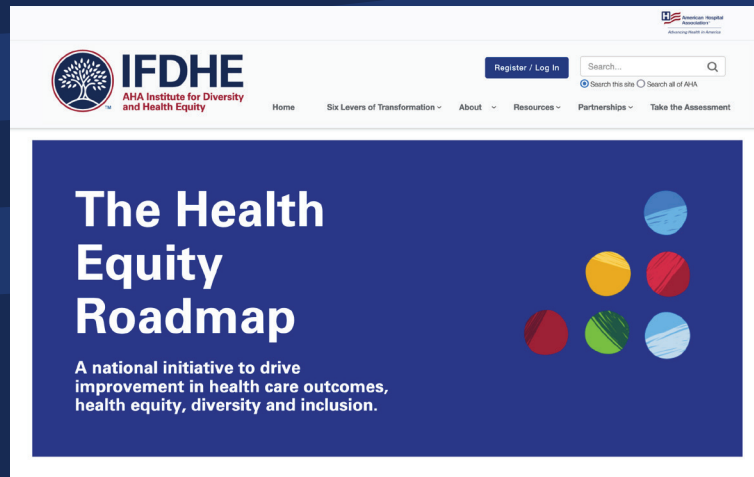 American Hospital
Association™
Advancing Health in America
IFDHE
AHA Institute for Diversity
and Health Equity
TM
Register / Log In
Search...
Search this site
Search all of AHA
Home
Six Levers of Transformation
About
Resources
Partnerships
Take the Assessment
The Health
Equity
Roadmap
A national initiative to drive
improvement in health care outcomes,
health equity, diversity and inclusion.